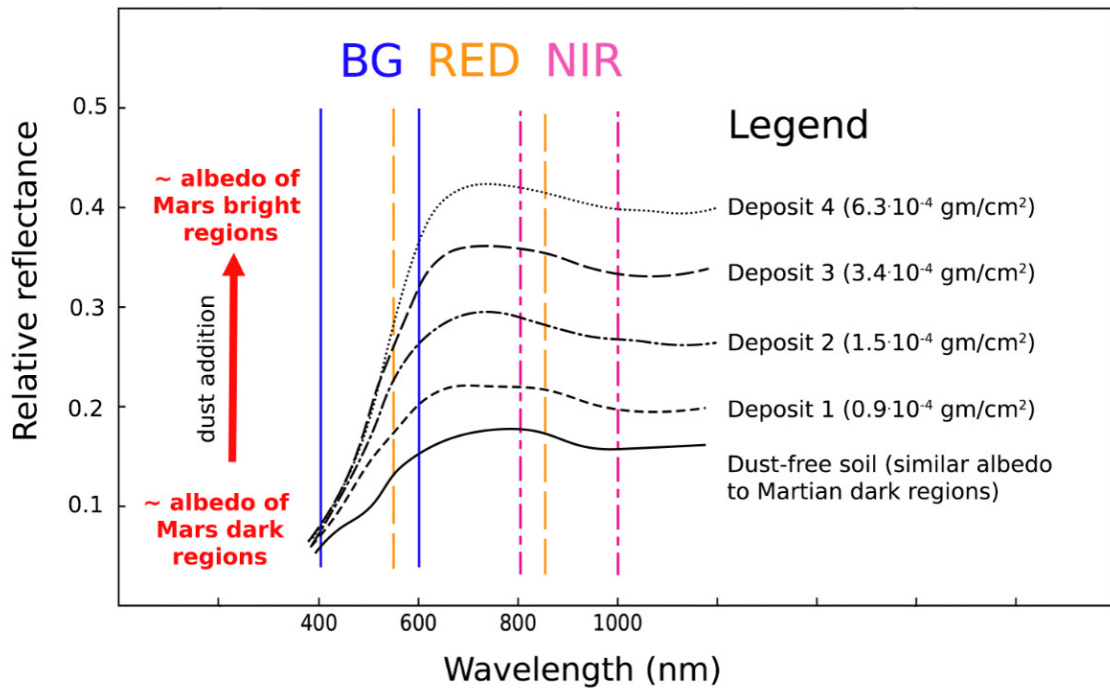 BG RED NIR
Relative reflectance
0.5
0.4
0.3
0.2
0.1
~ albedo of
Mars bright
regions
dust addition
~ albedo of
Mars dark
regions
Legend
Deposit 4 (6.3·10⁻⁴ gm/cm²)
Deposit 3 (3.4·10⁻⁴ gm/cm²)
Deposit 2 (1.5·10⁻⁴ gm/cm²)
Deposit 1 (0.9·10⁻⁴ gm/cm²)
Dust-free soil (similar albedo
to Martian dark regions)
400 600 800 1000
Wavelength (nm)